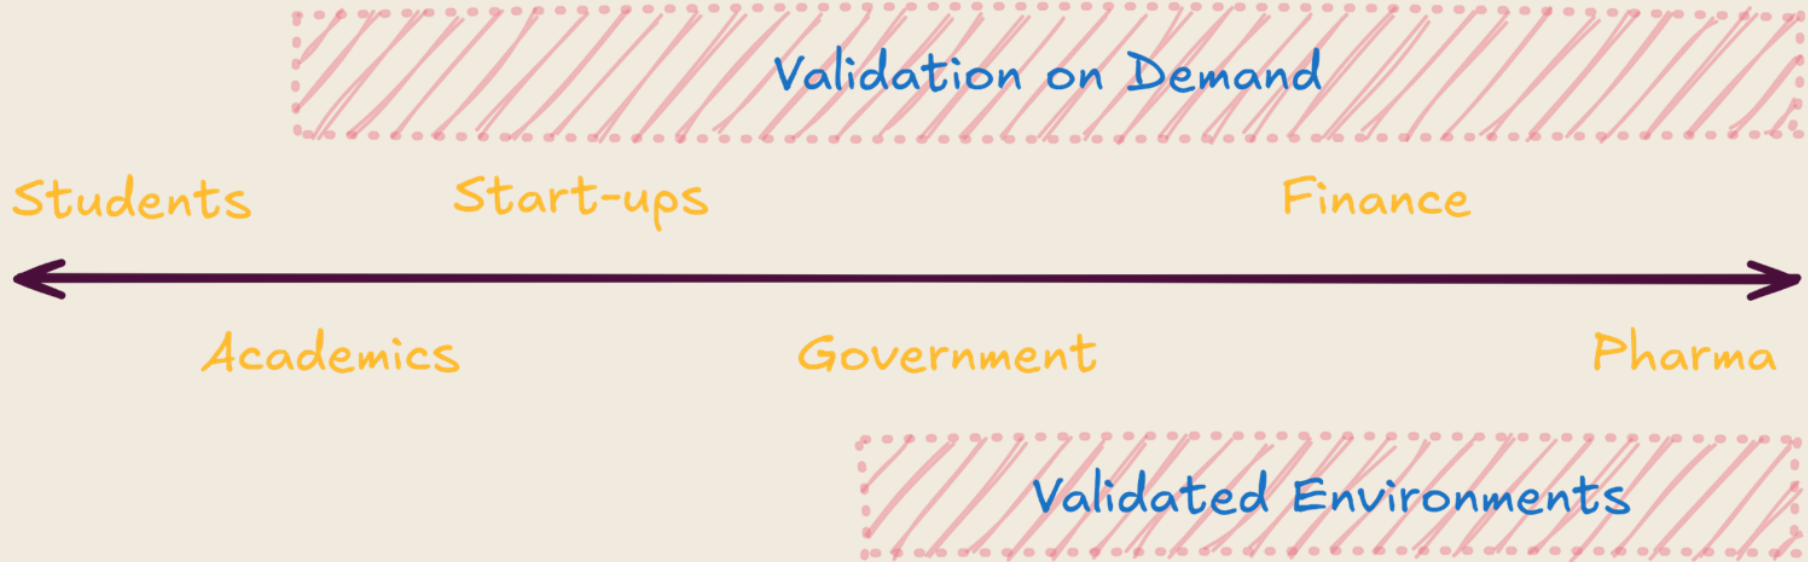 Validation on Demand
Students
Start-ups
Finance
Academics
Government
Pharma
Validated Environments